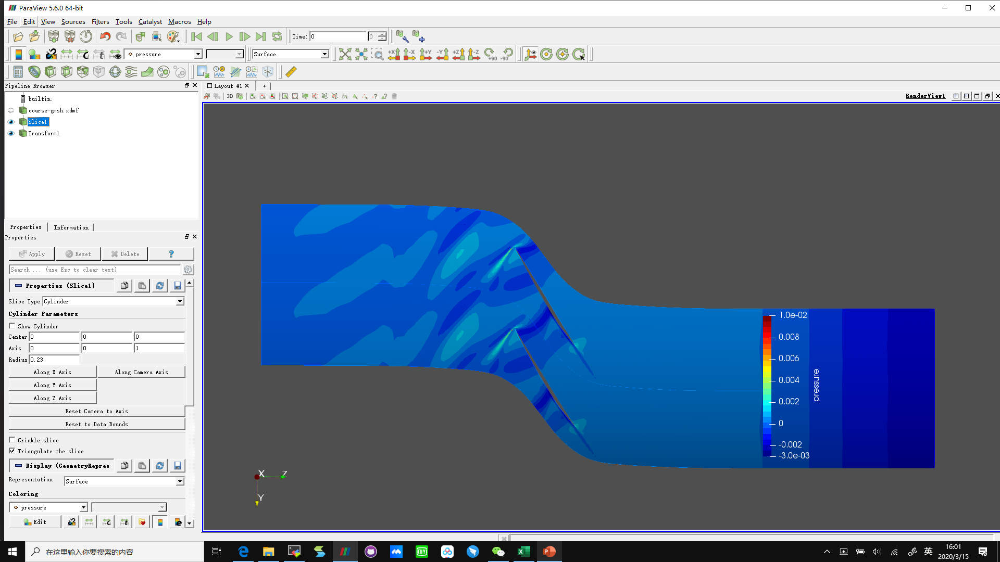 ParaView 5.6.0 64-bit
File Edit View Sources Filters Tools Catalyst Macros Help
Time: 0 0
pressure Surface
+X -X +Y -Y +Z -Z +90 -90
Pipeline Browser
Layout #1 +
3D
RenderView1
builtin:
coarse-gmsh.xdmf
Slice1
Transform1
Properties Information
Properties
Apply Reset Delete ?
Search ... (use Esc to clear text)
Properties (Slice1)
Slice Type Cylinder
Cylinder Parameters
Show Cylinder
Center 0 0 0
Axis 0 0 1
Radius 0.23
Along X Axis Along Camera Axis
Along Y Axis
Along Z Axis
Reset Camera to Axis
Reset to Data Bounds
Crinkle slice
Triangulate the slice
Display (GeometryRepres
Representation Surface
Coloring
pressure
Edit
1.0e-02
0.008
0.006
0.004
0.002
0
-0.002
-3.0e-03
pressure
X Z
Y
在这里输入你要搜索的内容
英
16:01
2020/3/15